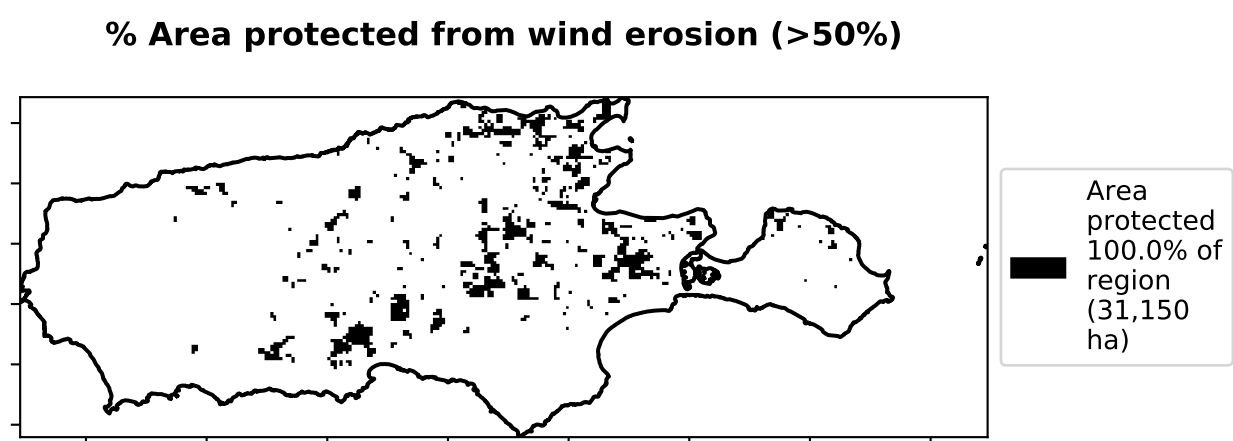 % Area protected from wind erosion (>50%)
Area
protected
100.0% of
region
(31,150
ha)